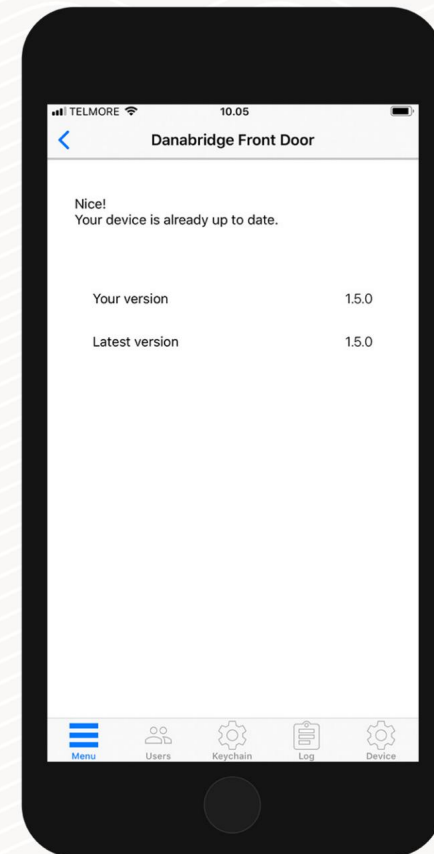 TELMORE 10.05
Danabridge Front Door
Nice!
Your device is already up to date.
Your version 1.5.0
Latest version 1.5.0
Menu Users Keychain Log Device